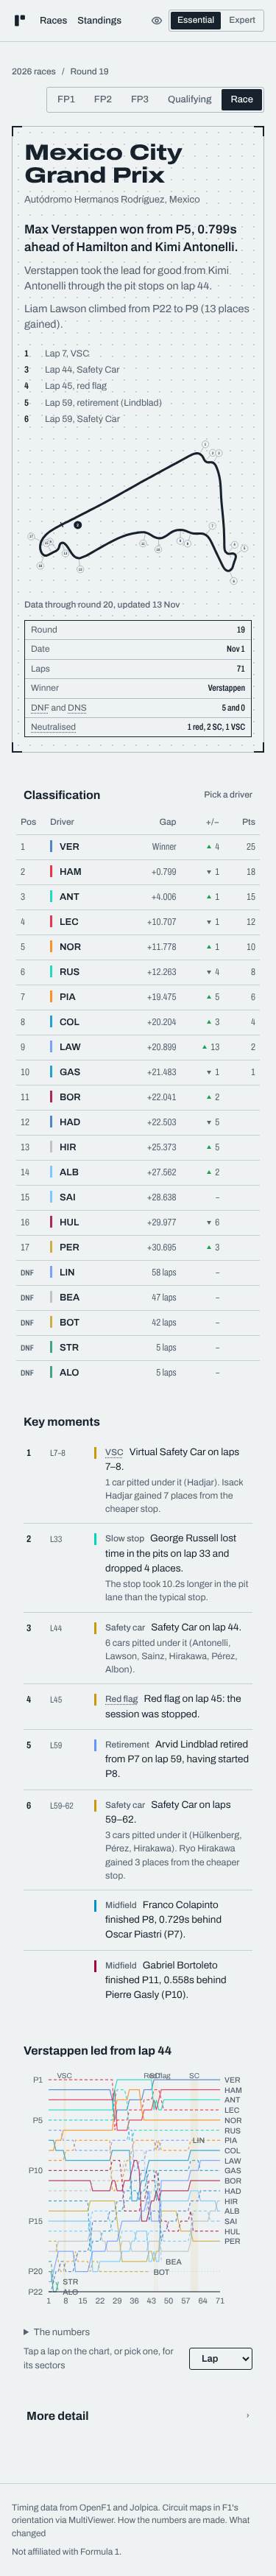 Races Standings Essential Expert
2026 races / Round 19
FP1 FP2 FP3 Qualifying Race
Mexico City
Grand Prix
Autódromo Hermanos Rodríguez, Mexico
Max Verstappen won from P5, 0.799s
ahead of Hamilton and Kimi Antonelli.
Verstappen took the lead for good from Kimi
Antonelli through the pit stops on lap 44.
Liam Lawson climbed from P22 to P9 (13 places
gained).
1 Lap 7, VSC
3 Lap 44, Safety Car
4 Lap 45, red flag
5 Lap 59, retirement (Lindblad)
6 Lap 59, Safety Car
Data through round 20, updated 13 Nov
Round 19
Date Nov 1
Laps 71
Winner Verstappen
DNF and DNS 5 and 0
Neutralised 1 red, 2 SC, 1 VSC
Classification Pick a driver
Pos Driver Gap +/− Pts
1 VER Winner ▲ 4 25
2 HAM +0.799 ▼ 1 18
3 ANT +4.006 ▲ 1 15
4 LEC +10.707 ▼ 1 12
5 NOR +11.778 ▲ 1 10
6 RUS +12.263 ▼ 4 8
7 PIA +19.475 ▲ 5 6
8 COL +20.204 ▲ 3 4
9 LAW +20.899 ▲ 13 2
10 GAS +21.483 ▼ 1 1
11 BOR +22.041 ▲ 2
12 HAD +22.503 ▼ 5
13 HIR +25.373 ▲ 5
14 ALB +27.562 ▲ 2
15 SAI +28.638 –
16 HUL +29.977 ▼ 6
17 PER +30.695 ▲ 3
DNF LIN 58 laps –
DNF BEA 47 laps –
DNF BOT 42 laps –
DNF STR 5 laps –
DNF ALO 5 laps –
Key moments
1 L7–8 VSC Virtual Safety Car on laps
7–8.
1 car pitted under it (Hadjar). Isack
Hadjar gained 7 places from the
cheaper stop.
2 L33 Slow stop George Russell lost
time in the pits on lap 33 and
dropped 4 places.
The stop took 10.2s longer in the pit
lane than the typical stop.
3 L44 Safety car Safety Car on lap 44.
6 cars pitted under it (Antonelli,
Lawson, Sainz, Hirakawa, Pérez,
Albon).
4 L45 Red flag Red flag on lap 45: the
session was stopped.
5 L59 Retirement Arvid Lindblad retired
from P7 on lap 59, having started
P8.
6 L59–62 Safety car Safety Car on laps
59–62.
3 cars pitted under it (Hülkenberg,
Pérez, Hirakawa). Ryo Hirakawa
gained 3 places from the cheaper
stop.
Midfield Franco Colapinto
finished P8, 0.729s behind
Oscar Piastri (P7).
Midfield Gabriel Bortoleto
finished P11, 0.558s behind
Pierre Gasly (P10).
Verstappen led from lap 44
VSC SC
P1 VER
HAM
ANT
LEC
P5 NOR
RUS
LIN PIA
COL
LAW
P10 GAS
BOR
HAD
HIR
ALB
P15 SAI
HUL
PER
BEA
P20 BOT
STR
P22 ALO
1 8 15 22 29 36 43 50 57 64 71
▶ The numbers
Tap a lap on the chart, or pick one, for
its sectors
Lap
More detail ›
Timing data from OpenF1 and Jolpica. Circuit maps in F1's
orientation via MultiViewer. How the numbers are made. What
changed
Not affiliated with Formula 1.